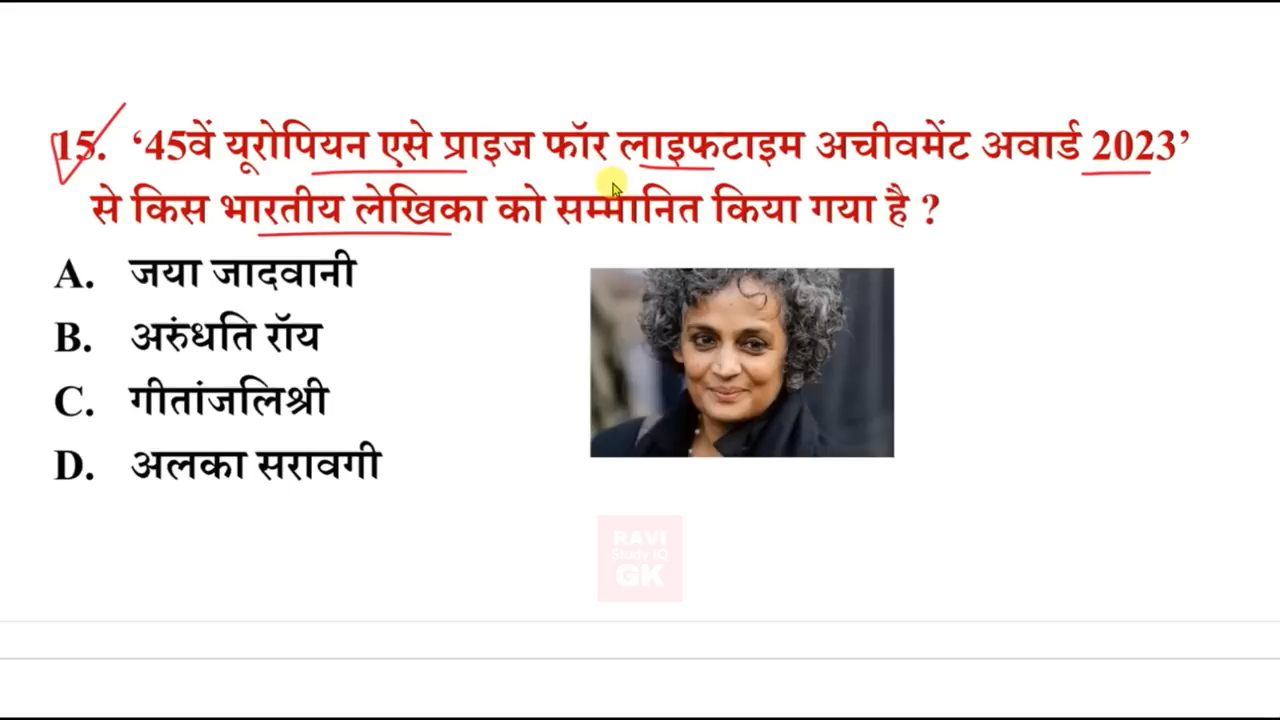 15. ‘45वें यूरोपियन एसे प्राइज फॉर लाइफटाइम अचीवमेंट अवार्ड 2023’
से किस भारतीय लेखिका को सम्मानित किया गया है ?
A. जया जादवानी
B. अरुंधति रॉय
C. गीतांजलिश्री
D. अलका सरावगी
RAVI
Study IQ
GK